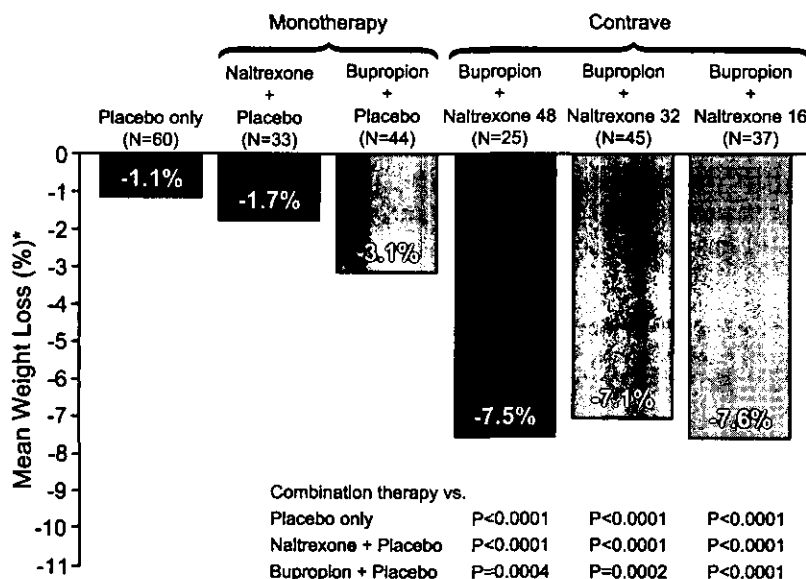 Monotherapy
Contrave
Placebo only
(N=60)
Naltrexone
+
Placebo
(N=33)
Bupropion
+
Placebo
(N=44)
Bupropion
+
Naltrexone 48
(N=25)
Bupropion
+
Naltrexone 32
(N=45)
Bupropion
+
Naltrexone 16
(N=37)
Mean Weight Loss (%)*
0
-1
-2
-3
-4
-5
-6
-7
-8
-9
-10
-11
-1.1%
-1.7%
-3.1%
-7.5%
-7.1%
-7.6%
Combination therapy vs.
Placebo only P<0.0001 P<0.0001 P<0.0001
Naltrexone + Placebo P<0.0001 P<0.0001 P<0.0001
Bupropion + Placebo P=0.0004 P=0.0002 P<0.0001